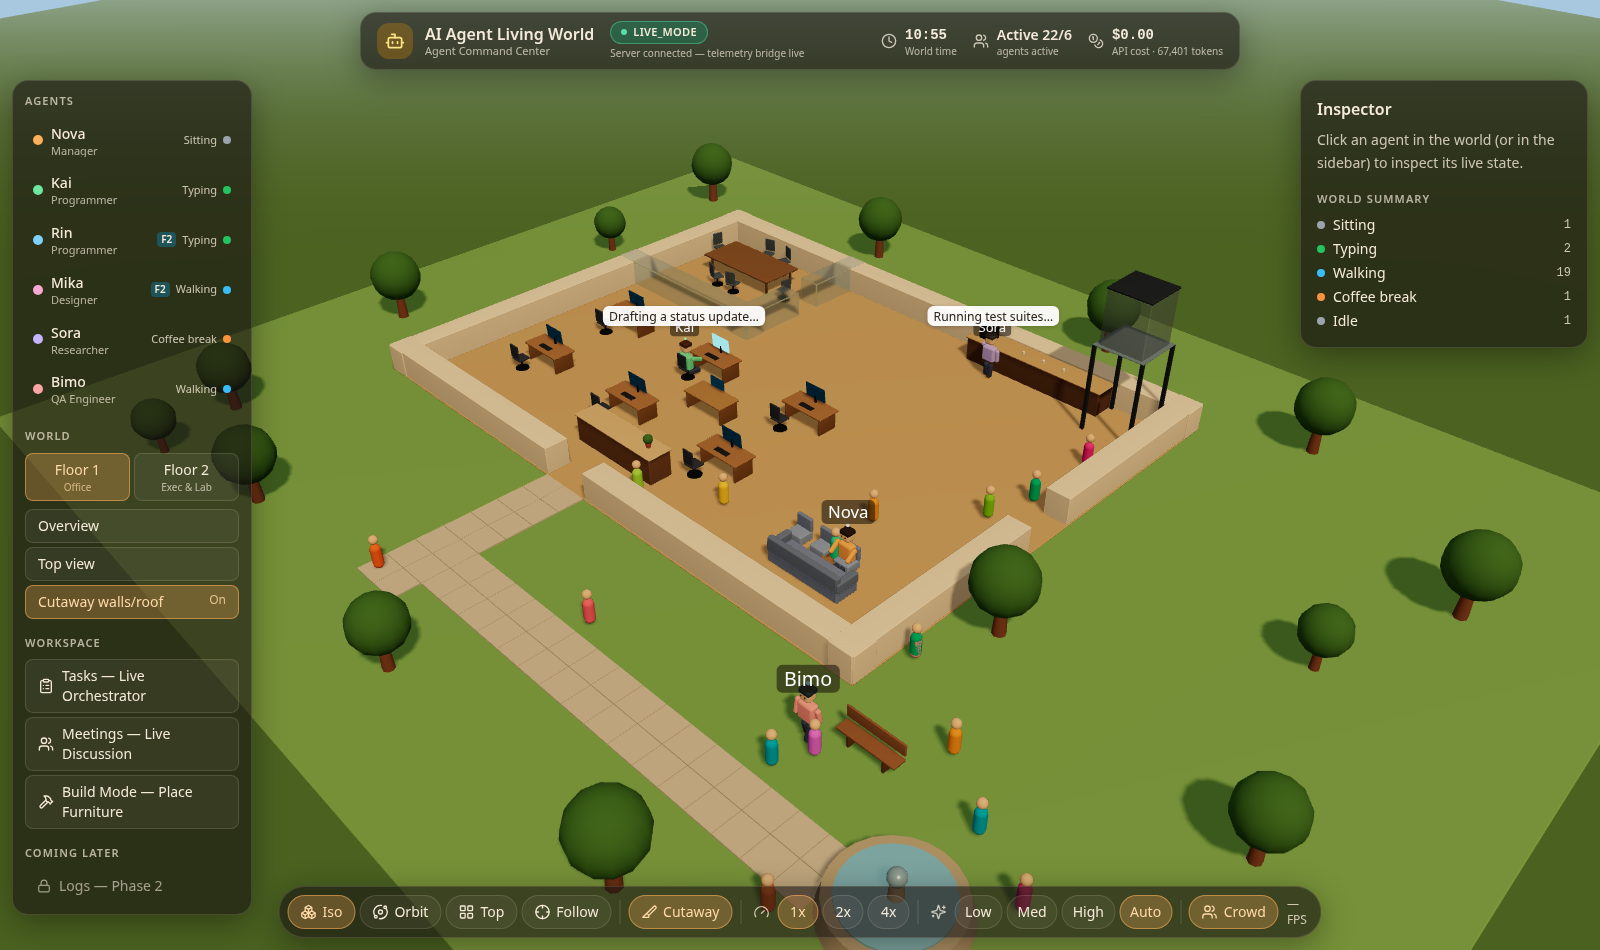 AI Agent Living World
Agent Command Center
LIVE_MODE
Server connected — telemetry bridge live
10:55
World time
Active 22/6
agents active
$0.00
API cost · 67,401 tokens
AGENTS
Nova
Manager
Sitting
Kai
Programmer
Typing
Rin
Programmer
F2
Typing
Mika
Designer
F2
Walking
Sora
Researcher
Coffee break
Bimo
QA Engineer
Walking
WORLD
Floor 1
Office
Floor 2
Exec & Lab
Overview
Top view
Cutaway walls/roof
On
WORKSPACE
Tasks — Live
Orchestrator
Meetings — Live
Discussion
Build Mode — Place
Furniture
COMING LATER
Logs — Phase 2
Drafting a status update...
Kai
Running test suites...
Sora
Nova
Bimo
Inspector
Click an agent in the world (or in the
sidebar) to inspect its live state.
WORLD SUMMARY
Sitting 1
Typing 2
Walking 19
Coffee break 1
Idle 1
Iso
Orbit
Top
Follow
Cutaway
1x
2x
4x
Low
Med
High
Auto
Crowd
—
FPS